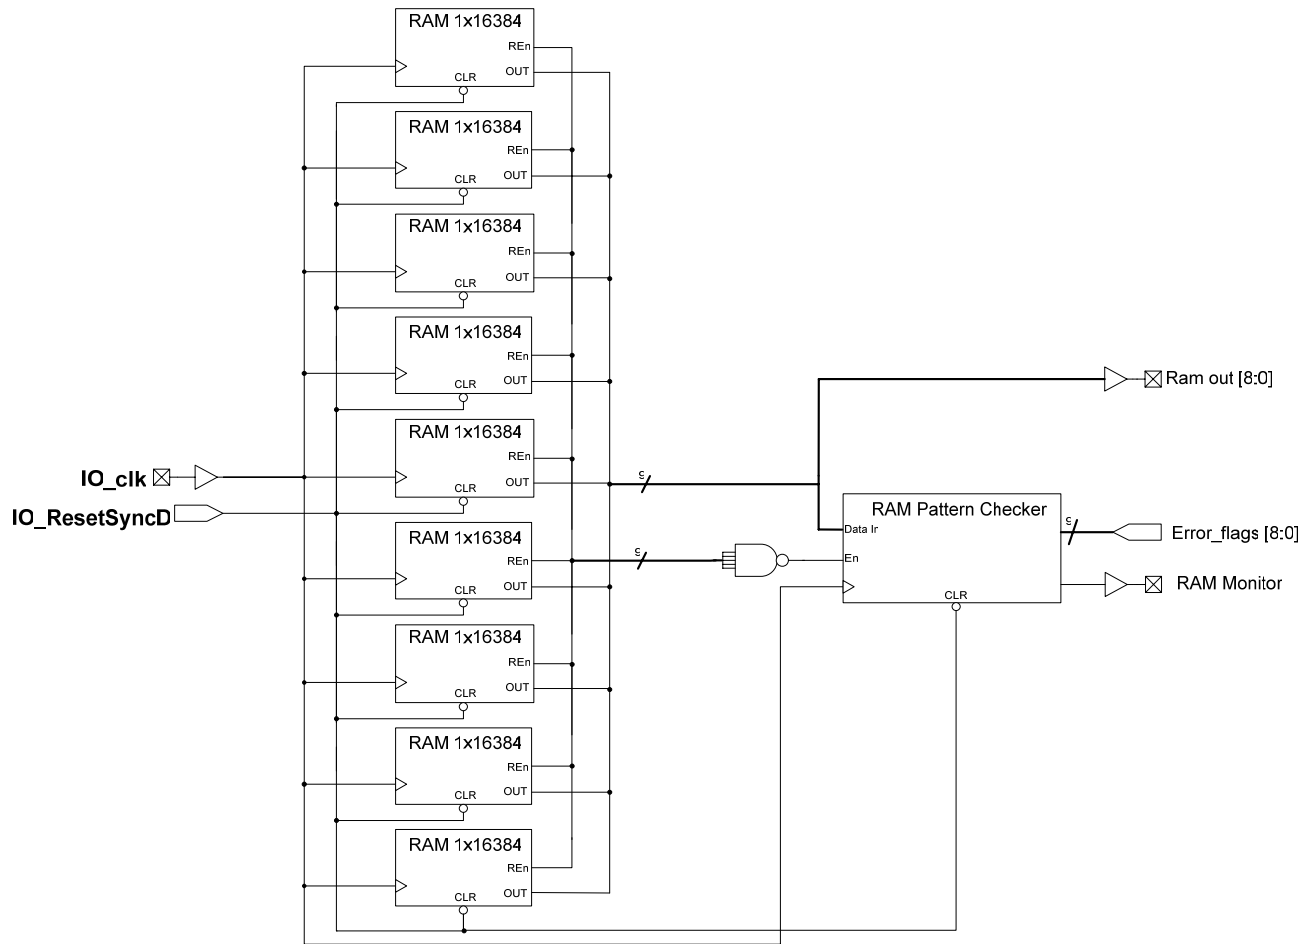 RAM 1x16384
REn
OUT
CLR
RAM 1x16384
REn
OUT
CLR
RAM 1x16384
REn
OUT
CLR
RAM 1x16384
REn
OUT
CLR
Ram out [8:0]
RAM 1x16384
REn
OUT
CLR
IO_clk
9
IO_ResetSyncD
RAM Pattern Checker
Data In
En
CLR
9
Error_flags [8:0]
RAM Monitor
RAM 1x16384
REn
OUT
CLR
9
RAM 1x16384
REn
OUT
CLR
RAM 1x16384
REn
OUT
CLR
RAM 1x16384
REn
OUT
CLR